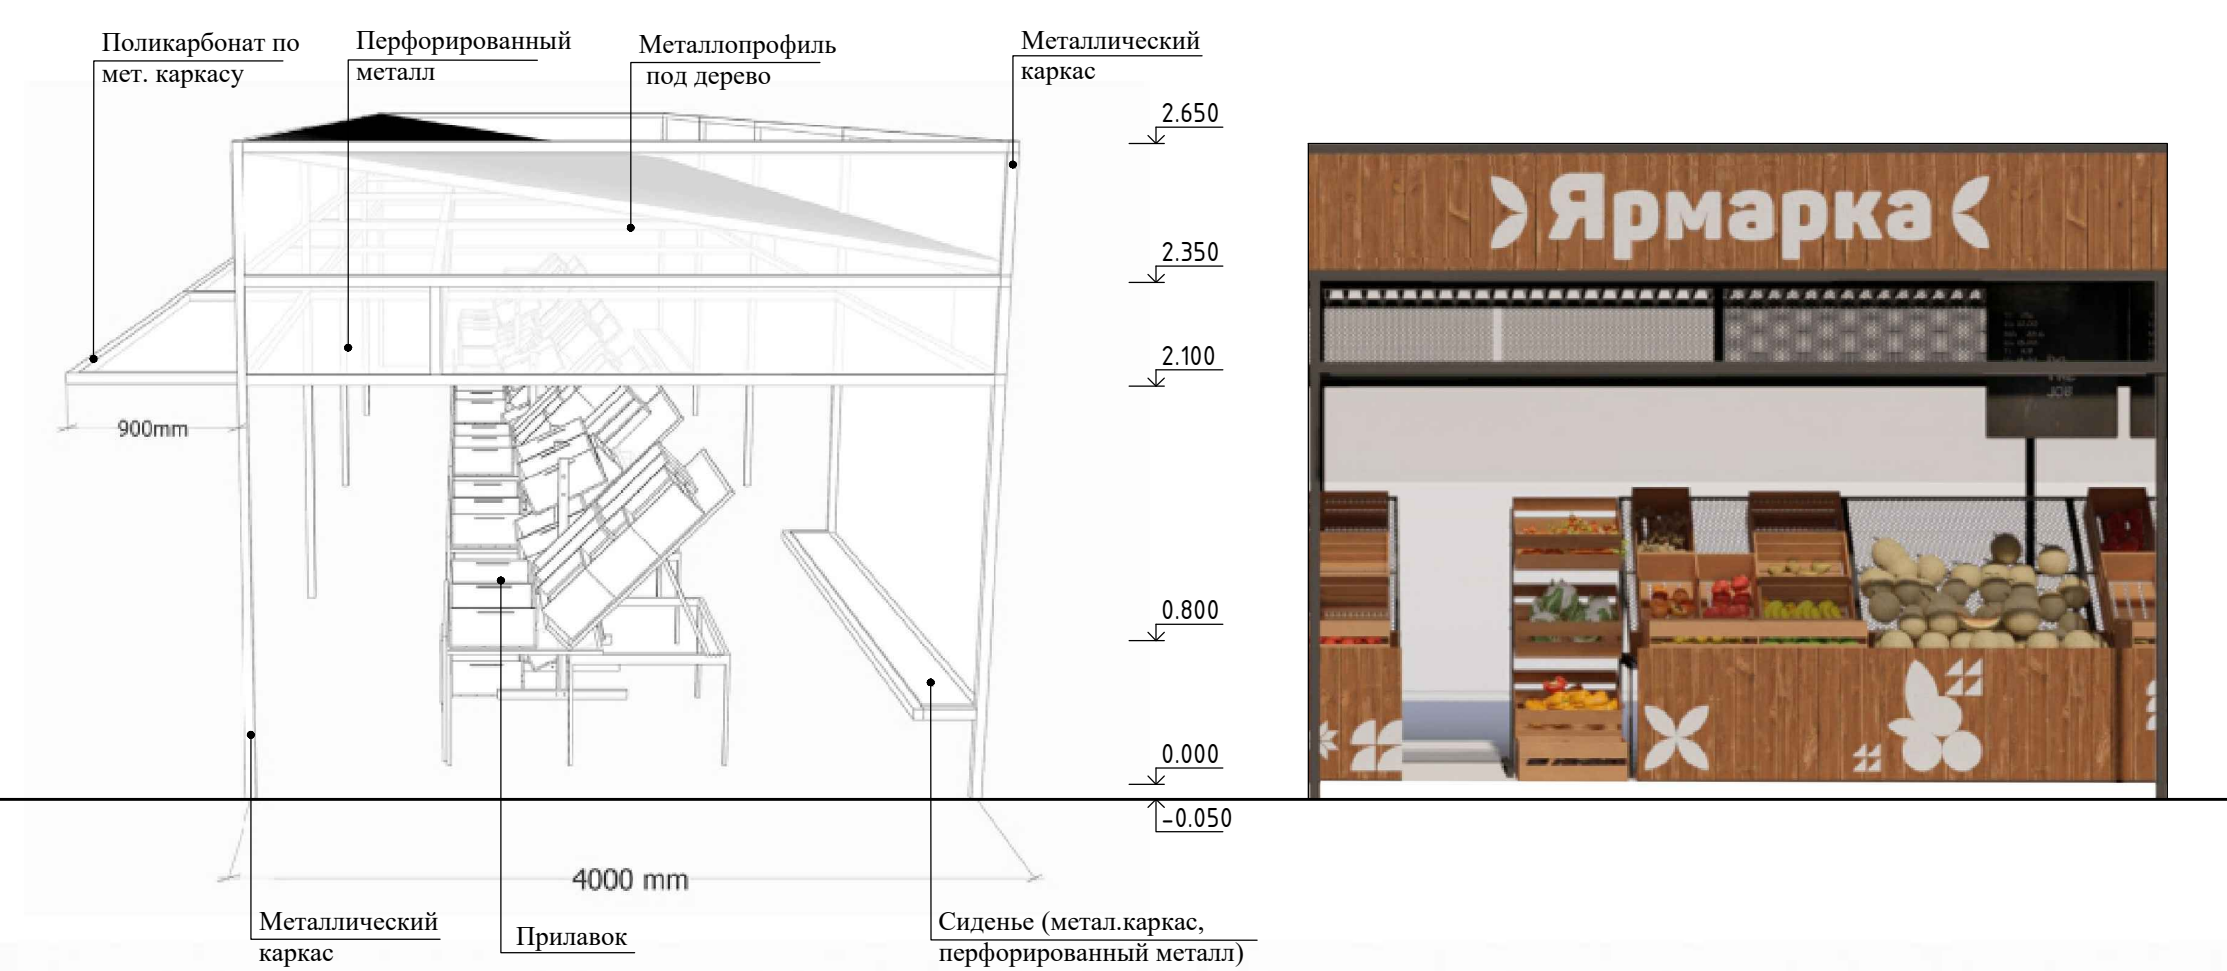 Поликарбонат по
мет. каркасу
Перфорированный
металл
Металлопрофиль
под дерево
Металлический
каркас
2.650
2.350
2.100
0.800
0.000
-0.050
900mm
4000 mm
Металлический
каркас
Прилавок
Сиденье (метал.каркас,
перфорированный металл)
Ярмарка